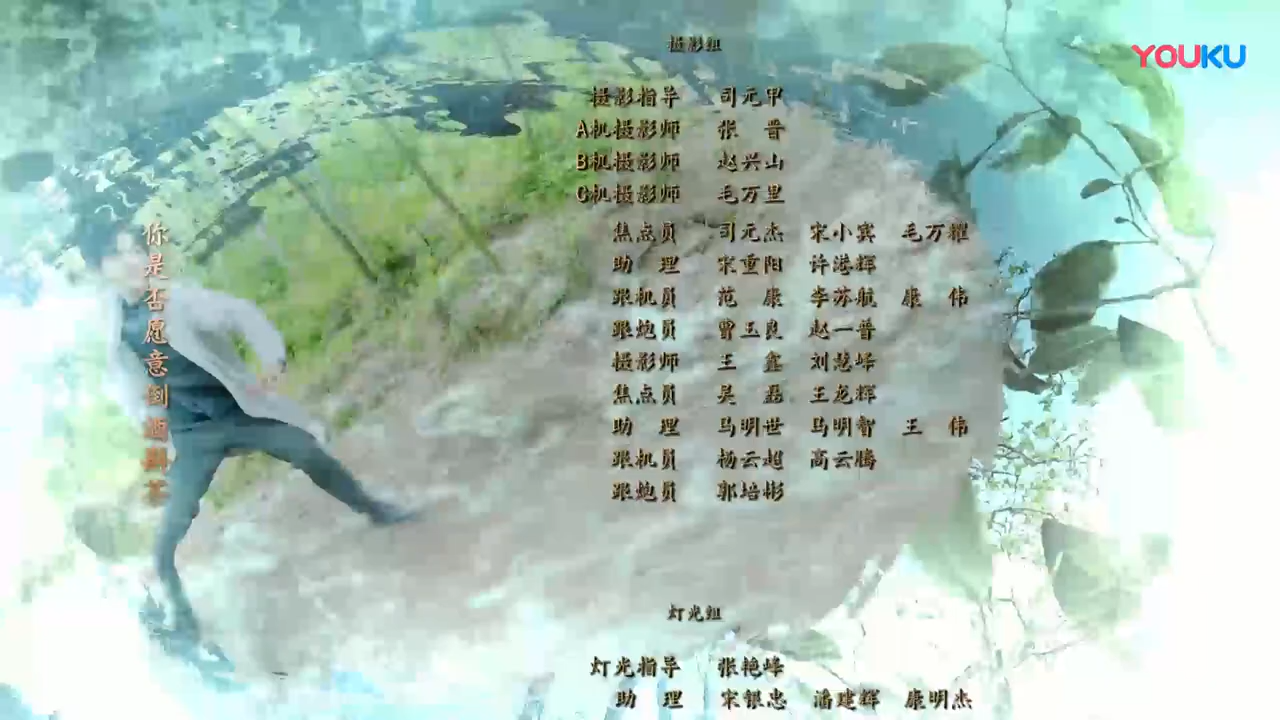 YOUKU
摄影组
摄影指导 司元甲
A机摄影师 张 晋
B机摄影师 赵兴山
C机摄影师 毛万里
焦点员 司元杰 宋小宾 毛万耀
助 理 宋重阳 许港辉
跟机员 范 康 李苏航 康 伟
跟炮员 曹玉良 赵一普
摄影师 王 鑫 刘慧峰
焦点员 吴 磊 王龙辉
助 理 马明世 马明智 王 伟
跟机员 杨云超 高云腾
跟炮员 郭培彬
你是否愿意倒酒
灯光组
灯光指导 张艳峰
助 理 宋银忠 潘建辉 康明杰